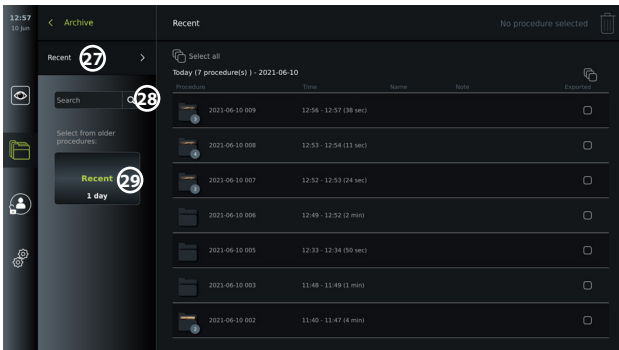 12:57
10 Jun
Archive
Recent
No procedure selected
Recent
27
Select all
Today (7 procedure(s) ) - 2021-06-10
Procedure
Time
Name
Note
Exported
Search
28
Select from older
procedures:
Recent
29
1 day
3
2021-06-10 009
12:56 - 12:57 (38 sec)
4
2021-06-10 008
12:53 - 12:54 (11 sec)
2021-06-10 007
12:52 - 12:53 (24 sec)
2021-06-10 006
12:49 - 12:52 (2 min)
2021-06-10 005
12:33 - 12:34 (50 sec)
2021-06-10 003
11:48 - 11:49 (1 min)
2021-06-10 002
11:40 - 11:47 (4 min)